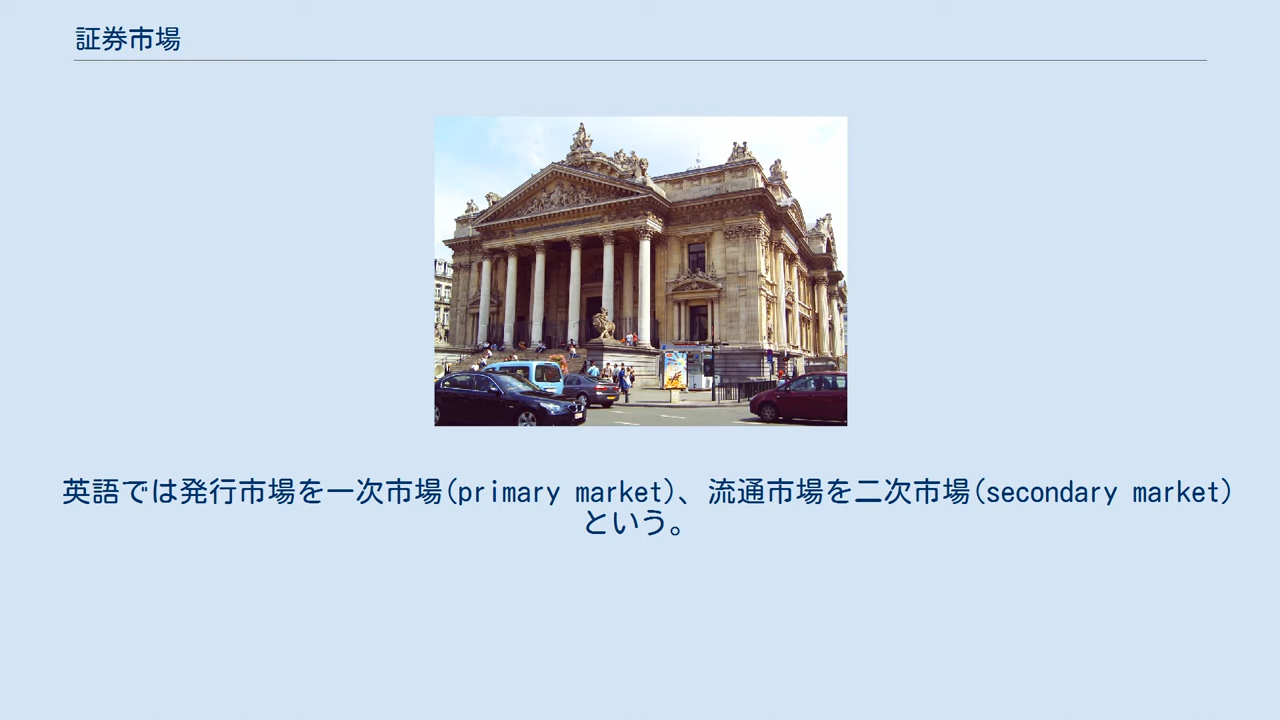 証券市場
英語では発行市場を一次市場(primary market)、流通市場を二次市場(secondary market)
という。